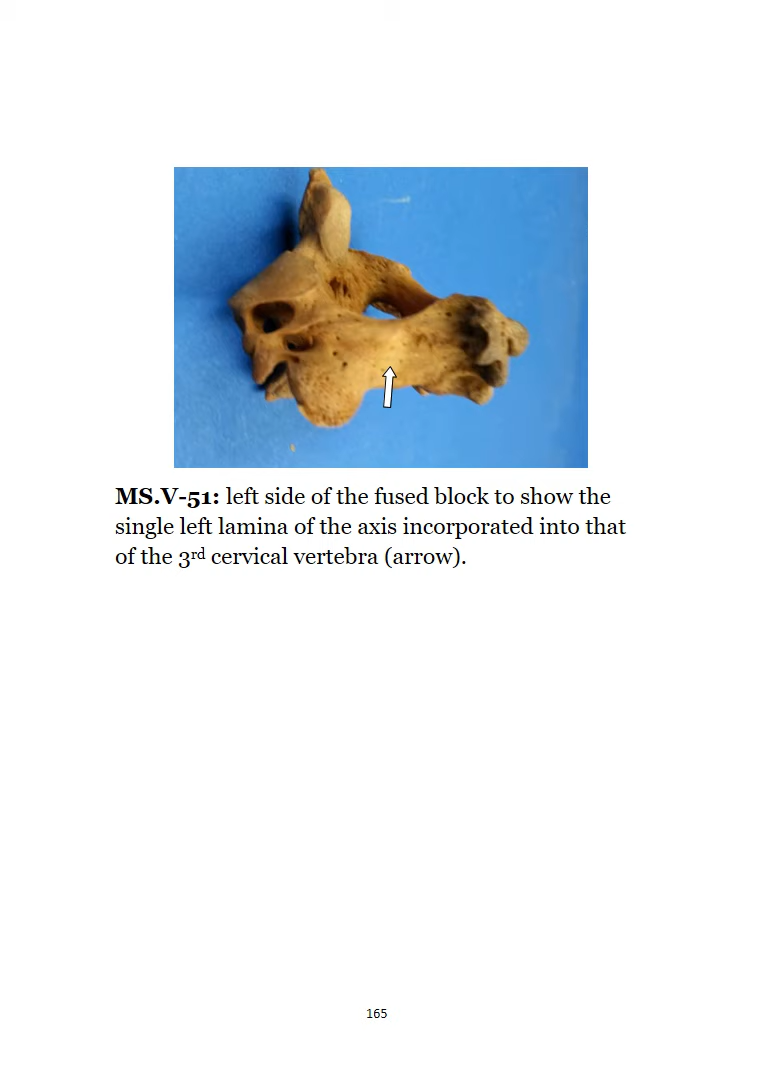 MS.V-51: left side of the fused block to show the
single left lamina of the axis incorporated into that
of the 3rd cervical vertebra (arrow).
165